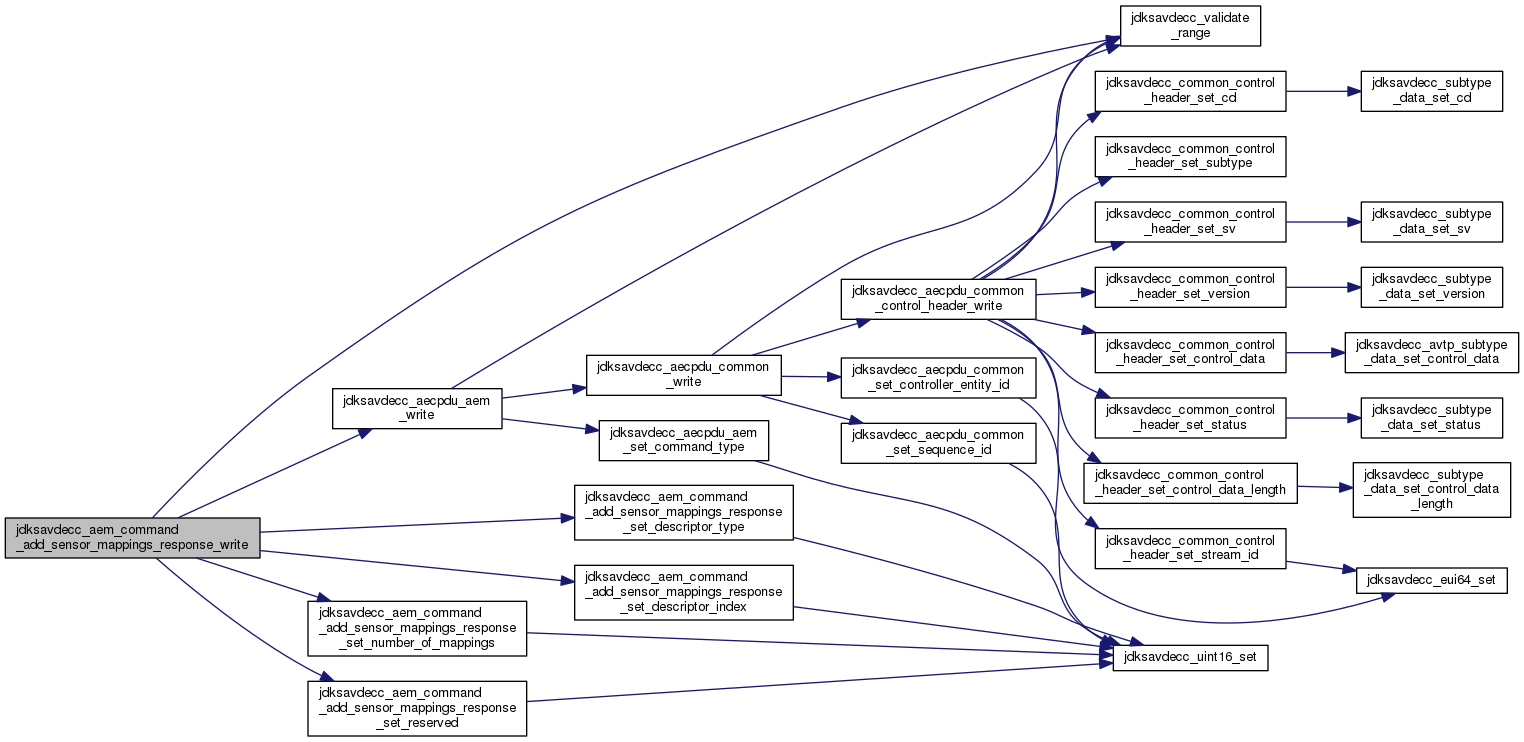 jdksavdecc_validate
_range
jdksavdecc_common_control
_header_set_cd
jdksavdecc_subtype
_data_set_cd
jdksavdecc_common_control
_header_set_subtype
jdksavdecc_common_control
_header_set_sv
jdksavdecc_subtype
_data_set_sv
jdksavdecc_aecpdu_common
_control_header_write
jdksavdecc_common_control
_header_set_version
jdksavdecc_subtype
_data_set_version
jdksavdecc_common_control
_header_set_control_data
jdksavdecc_avtp_subtype
_data_set_control_data
jdksavdecc_aecpdu_common
_write
jdksavdecc_aecpdu_common
_set_controller_entity_id
jdksavdecc_aecpdu_aem
_write
jdksavdecc_common_control
_header_set_status
jdksavdecc_subtype
_data_set_status
jdksavdecc_aecpdu_aem
_set_command_type
jdksavdecc_aecpdu_common
_set_sequence_id
jdksavdecc_common_control
_header_set_control_data_length
jdksavdecc_subtype
_data_set_control_data
_length
jdksavdecc_aem_command
_add_sensor_mappings_response
_set_descriptor_type
jdksavdecc_aem_command
_add_sensor_mappings_response_write
jdksavdecc_common_control
_header_set_stream_id
jdksavdecc_eui64_set
jdksavdecc_aem_command
_add_sensor_mappings_response
_set_descriptor_index
jdksavdecc_aem_command
_add_sensor_mappings_response
_set_number_of_mappings
jdksavdecc_uint16_set
jdksavdecc_aem_command
_add_sensor_mappings_response
_set_reserved